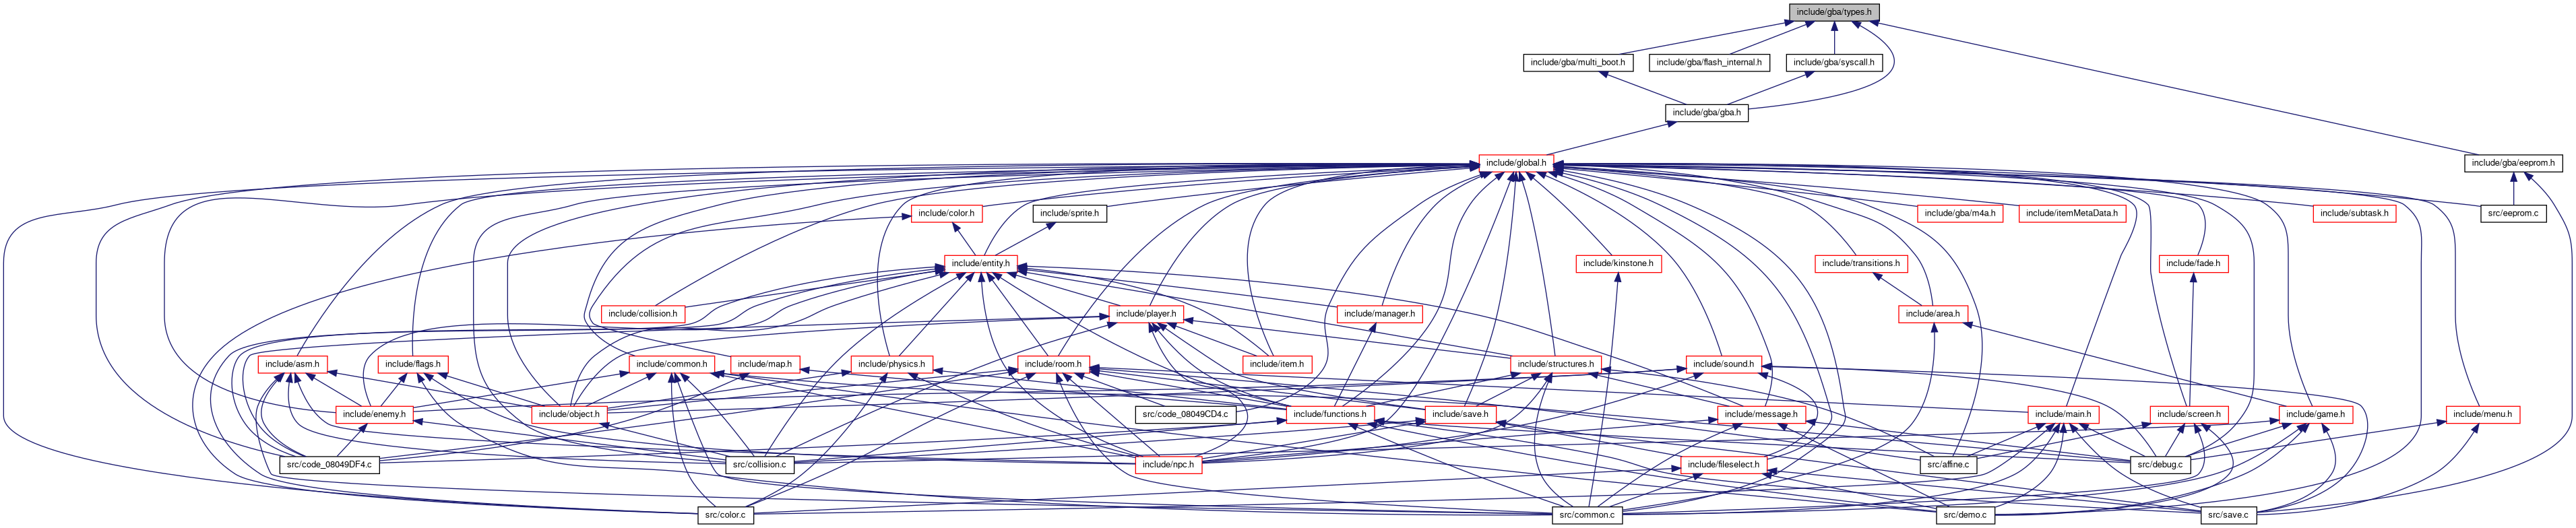 include/gba/types.h
include/gba/multi_boot.h
include/gba/flash_internal.h
include/gba/syscall.h
include/gba/gba.h
include/global.h
include/gba/eeprom.h
include/color.h
include/sprite.h
include/gba/m4a.h
include/itemMetaData.h
include/subtask.h
src/eeprom.c
include/entity.h
include/kinstone.h
include/transitions.h
include/fade.h
include/collision.h
include/player.h
include/manager.h
include/area.h
include/asm.h
include/flags.h
include/common.h
include/map.h
include/physics.h
include/room.h
include/item.h
include/structures.h
include/sound.h
include/enemy.h
include/object.h
src/code_08049CD4.c
include/functions.h
include/save.h
include/message.h
include/main.h
include/screen.h
include/game.h
include/menu.h
src/code_08049DF4.c
src/collision.c
include/npc.h
include/fileselect.h
src/affine.c
src/debug.c
src/color.c
src/common.c
src/demo.c
src/save.c